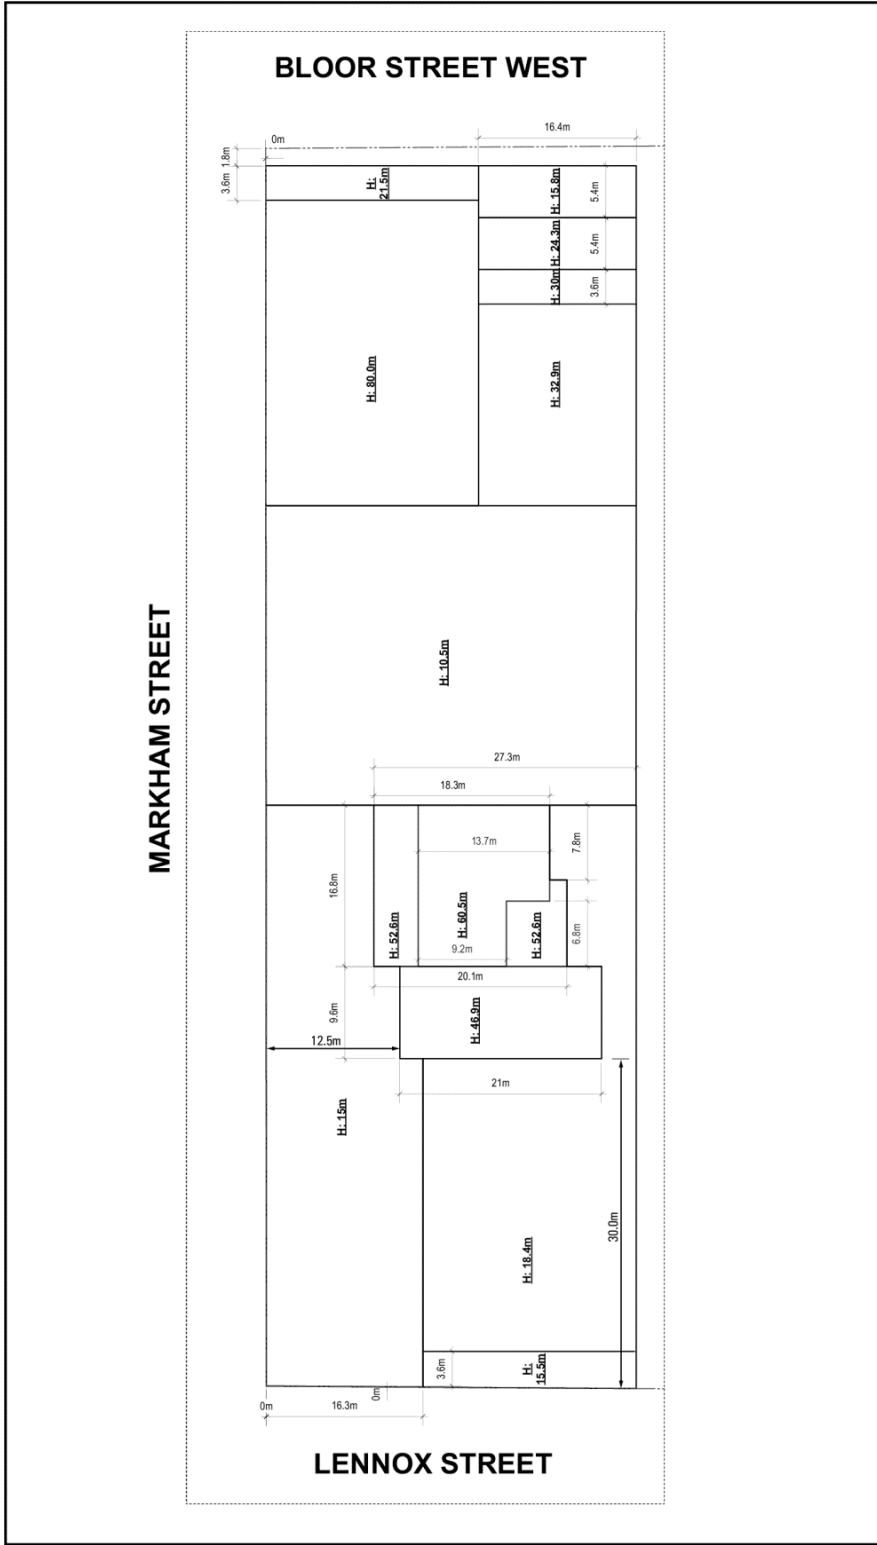 BLOOR STREET WEST
16.4m
0m
1.8m
3.6m
H:
21.5m
H: 15.8m
5.4m
H: 24.3m
5.4m
H: 30m
3.6m
H: 80.0m
H: 32.9m
MARKHAM STREET
H: 10.5m
27.3m
18.3m
13.7m
7.8m
16.8m
H: 52.6m
H: 60.5m
H: 52.6m
6.8m
9.2m
20.1m
9.6m
H: 46.9m
12.5m
21m
H: 15m
30.0m
H: 18.4m
3.6m
H:
15.5m
0m
0m
16.3m
LENNOX STREET